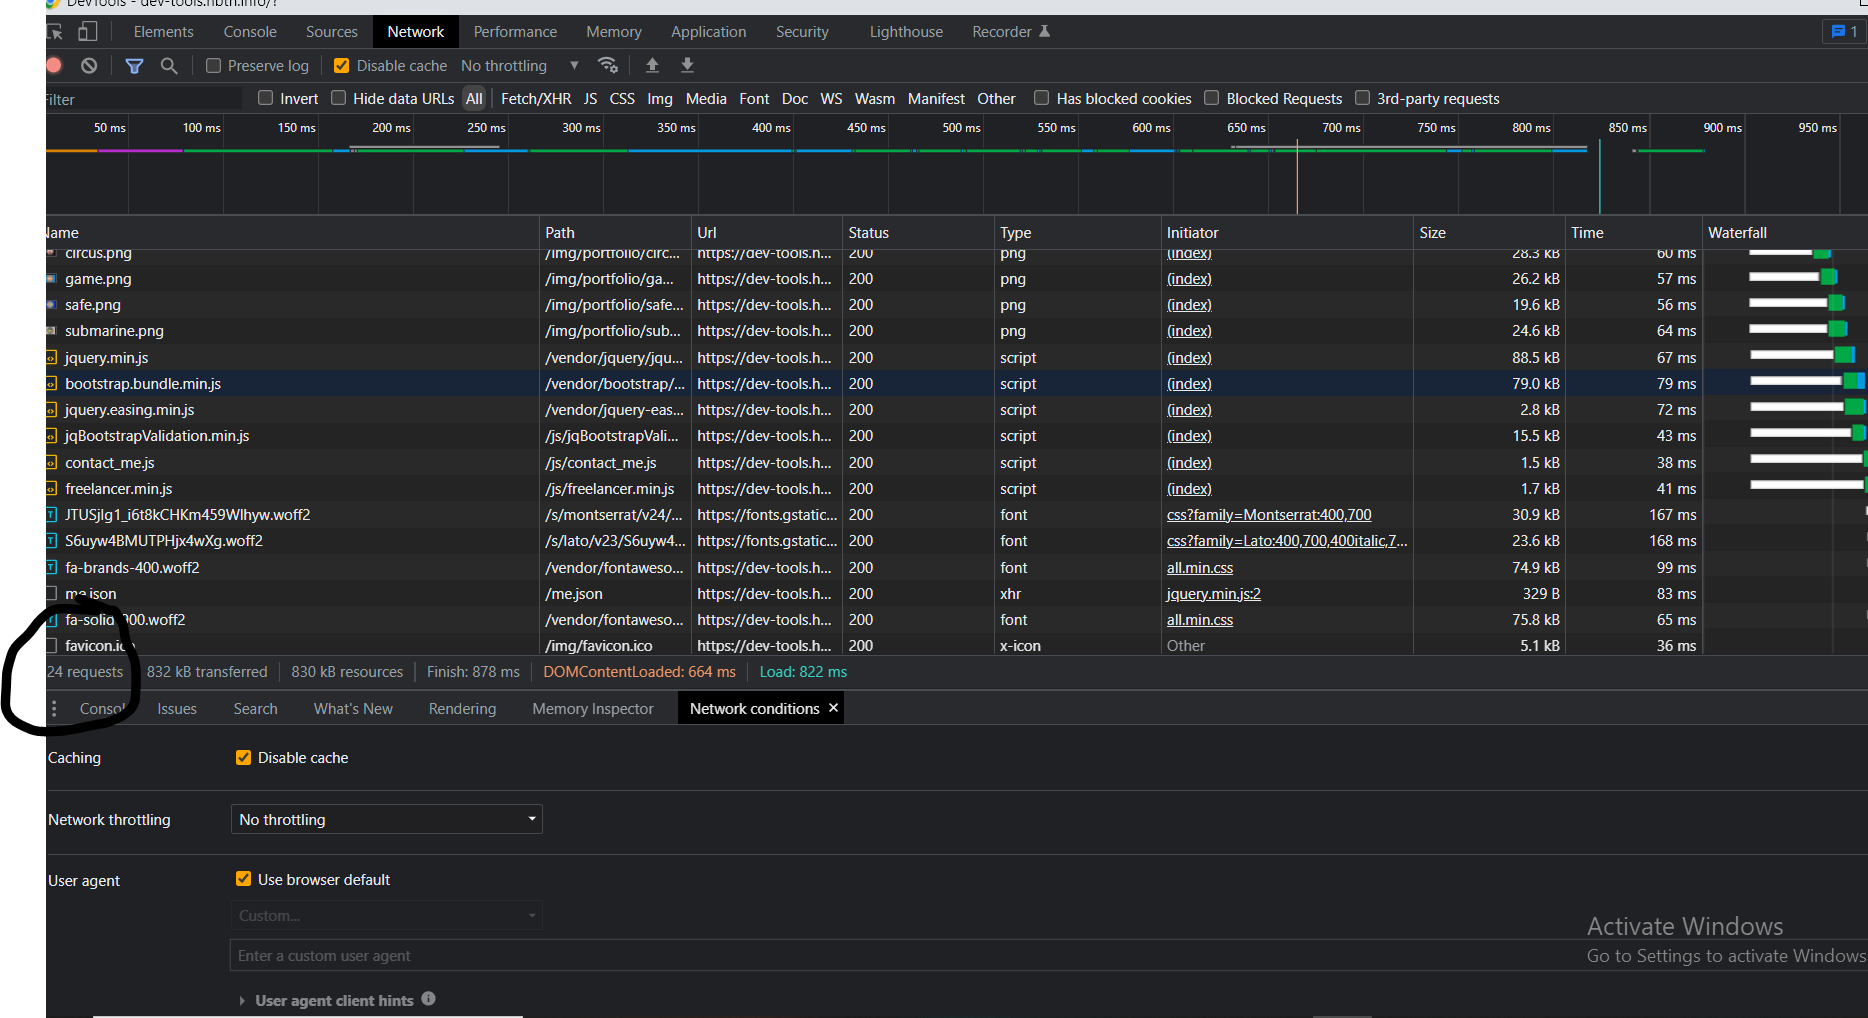 DevTools - dev-tools.hbtn.info/?
Elements Console Sources Network Performance Memory Application Security Lighthouse Recorder 1
Preserve log Disable cache No throttling
Filter Invert Hide data URLs All Fetch/XHR JS CSS Img Media Font Doc WS Wasm Manifest Other Has blocked cookies Blocked Requests 3rd-party requests
50 ms 100 ms 150 ms 200 ms 250 ms 300 ms 350 ms 400 ms 450 ms 500 ms 550 ms 600 ms 650 ms 700 ms 750 ms 800 ms 850 ms 900 ms 950 ms
Name Path Url Status Type Initiator Size Time Waterfall
circus.png /img/portfolio/circ... https://dev-tools.h... 200 png (index) 28.3 kB 60 ms
game.png /img/portfolio/ga... https://dev-tools.h... 200 png (index) 26.2 kB 57 ms
safe.png /img/portfolio/safe... https://dev-tools.h... 200 png (index) 19.6 kB 56 ms
submarine.png /img/portfolio/sub... https://dev-tools.h... 200 png (index) 24.6 kB 64 ms
jquery.min.js /vendor/jquery/jqu... https://dev-tools.h... 200 script (index) 88.5 kB 67 ms
bootstrap.bundle.min.js /vendor/bootstrap/... https://dev-tools.h... 200 script (index) 79.0 kB 79 ms
jquery.easing.min.js /vendor/jquery-eas... https://dev-tools.h... 200 script (index) 2.8 kB 72 ms
jqBootstrapValidation.min.js /js/jqBootstrapVali... https://dev-tools.h... 200 script (index) 15.5 kB 43 ms
contact_me.js /js/contact_me.js https://dev-tools.h... 200 script (index) 1.5 kB 38 ms
freelancer.min.js /js/freelancer.min.js https://dev-tools.h... 200 script (index) 1.7 kB 41 ms
JTUSjIg1_i6t8kCHKm459Wlhyw.woff2 /s/montserrat/v24/... https://fonts.gstatic... 200 font css?family=Montserrat:400,700 30.9 kB 167 ms
S6uyw4BMUTPHjx4wXg.woff2 /s/lato/v23/S6uyw4... https://fonts.gstatic... 200 font css?family=Lato:400,700,400italic,7... 23.6 kB 168 ms
fa-brands-400.woff2 /vendor/fontaweso... https://dev-tools.h... 200 font all.min.css 74.9 kB 99 ms
me.json /me.json https://dev-tools.h... 200 xhr jquery.min.js:2 329 B 83 ms
fa-solid-900.woff2 /vendor/fontaweso... https://dev-tools.h... 200 font all.min.css 75.8 kB 65 ms
favicon.ico /img/favicon.ico https://dev-tools.h... 200 x-icon Other 5.1 kB 36 ms
24 requests 832 kB transferred 830 kB resources Finish: 878 ms DOMContentLoaded: 664 ms Load: 822 ms
Console Issues Search What's New Rendering Memory Inspector Network conditions ×
Caching Disable cache
Network throttling No throttling
User agent Use browser default
Custom...
Enter a custom user agent
User agent client hints
Activate Windows
Go to Settings to activate Windows